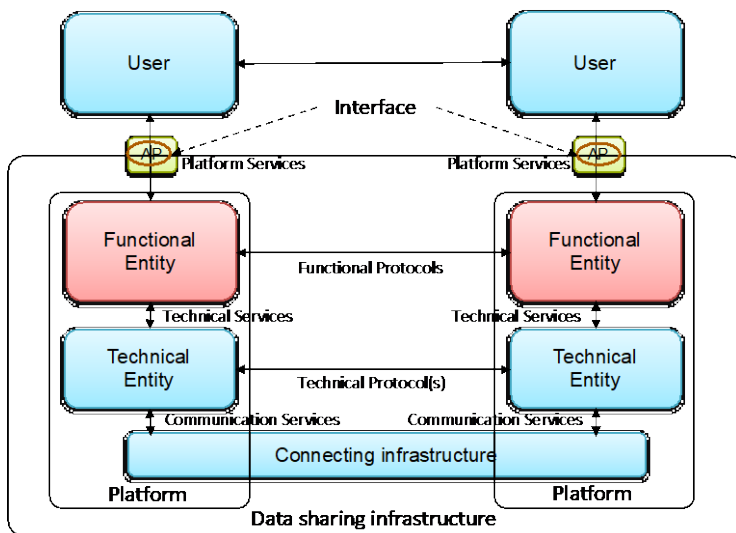 User
User
Interface
AP
AP
Platform Services
Platform Services
Functional
Entity
Functional
Entity
Functional Protocols
Technical Services
Technical Services
Technical
Entity
Technical
Entity
Technical Protocol(s)
Communication Services
Communication Services
Connecting infrastructure
Platform
Platform
Data sharing infrastructure